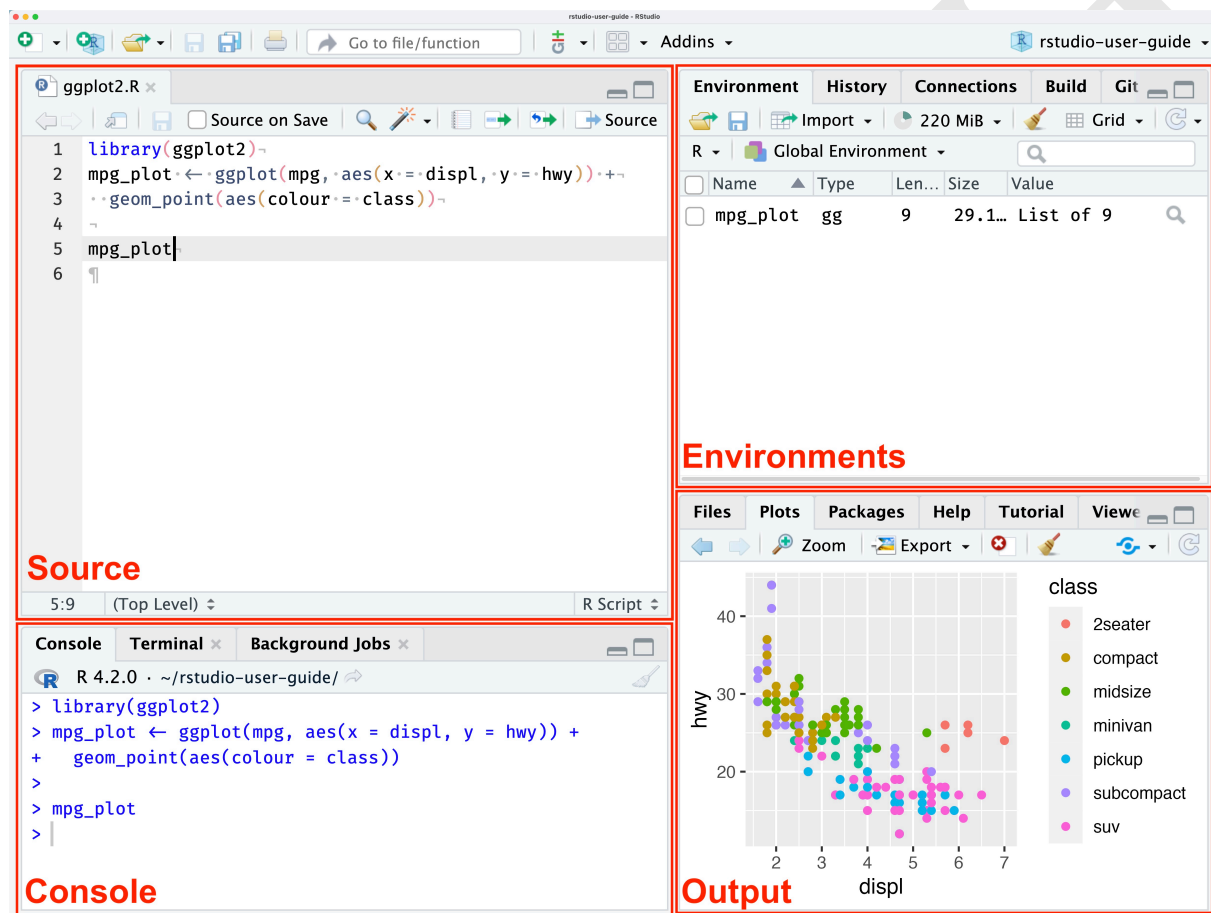 rstudio-user-guide - RStudio
Go to file/function
Addins
rstudio-user-guide
ggplot2.R
Source on Save
Source
1 library(ggplot2)¬
2 mpg_plot·←·ggplot(mpg,·aes(x·=·displ,·y·=·hwy))·+¬
3 ··geom_point(aes(colour·=·class))¬
4 ¬
5 mpg_plot¬
6 ¶
Source
5:9 (Top Level) R Script
Environment History Connections Build Git
Import 220 MiB Grid
R Global Environment
Name Type Len... Size Value
mpg_plot gg 9 29.1… List of 9
Environments
Console Terminal Background Jobs
R 4.2.0 · ~/rstudio-user-guide/
> library(ggplot2)
> mpg_plot ← ggplot(mpg, aes(x = displ, y = hwy)) +
+ geom_point(aes(colour = class))
>
> mpg_plot
>
Console
Files Plots Packages Help Tutorial Viewe
Zoom Export
hwy
40
30
20
2 3 4 5 6 7
displ
class
2seater
compact
midsize
minivan
pickup
subcompact
suv
Output